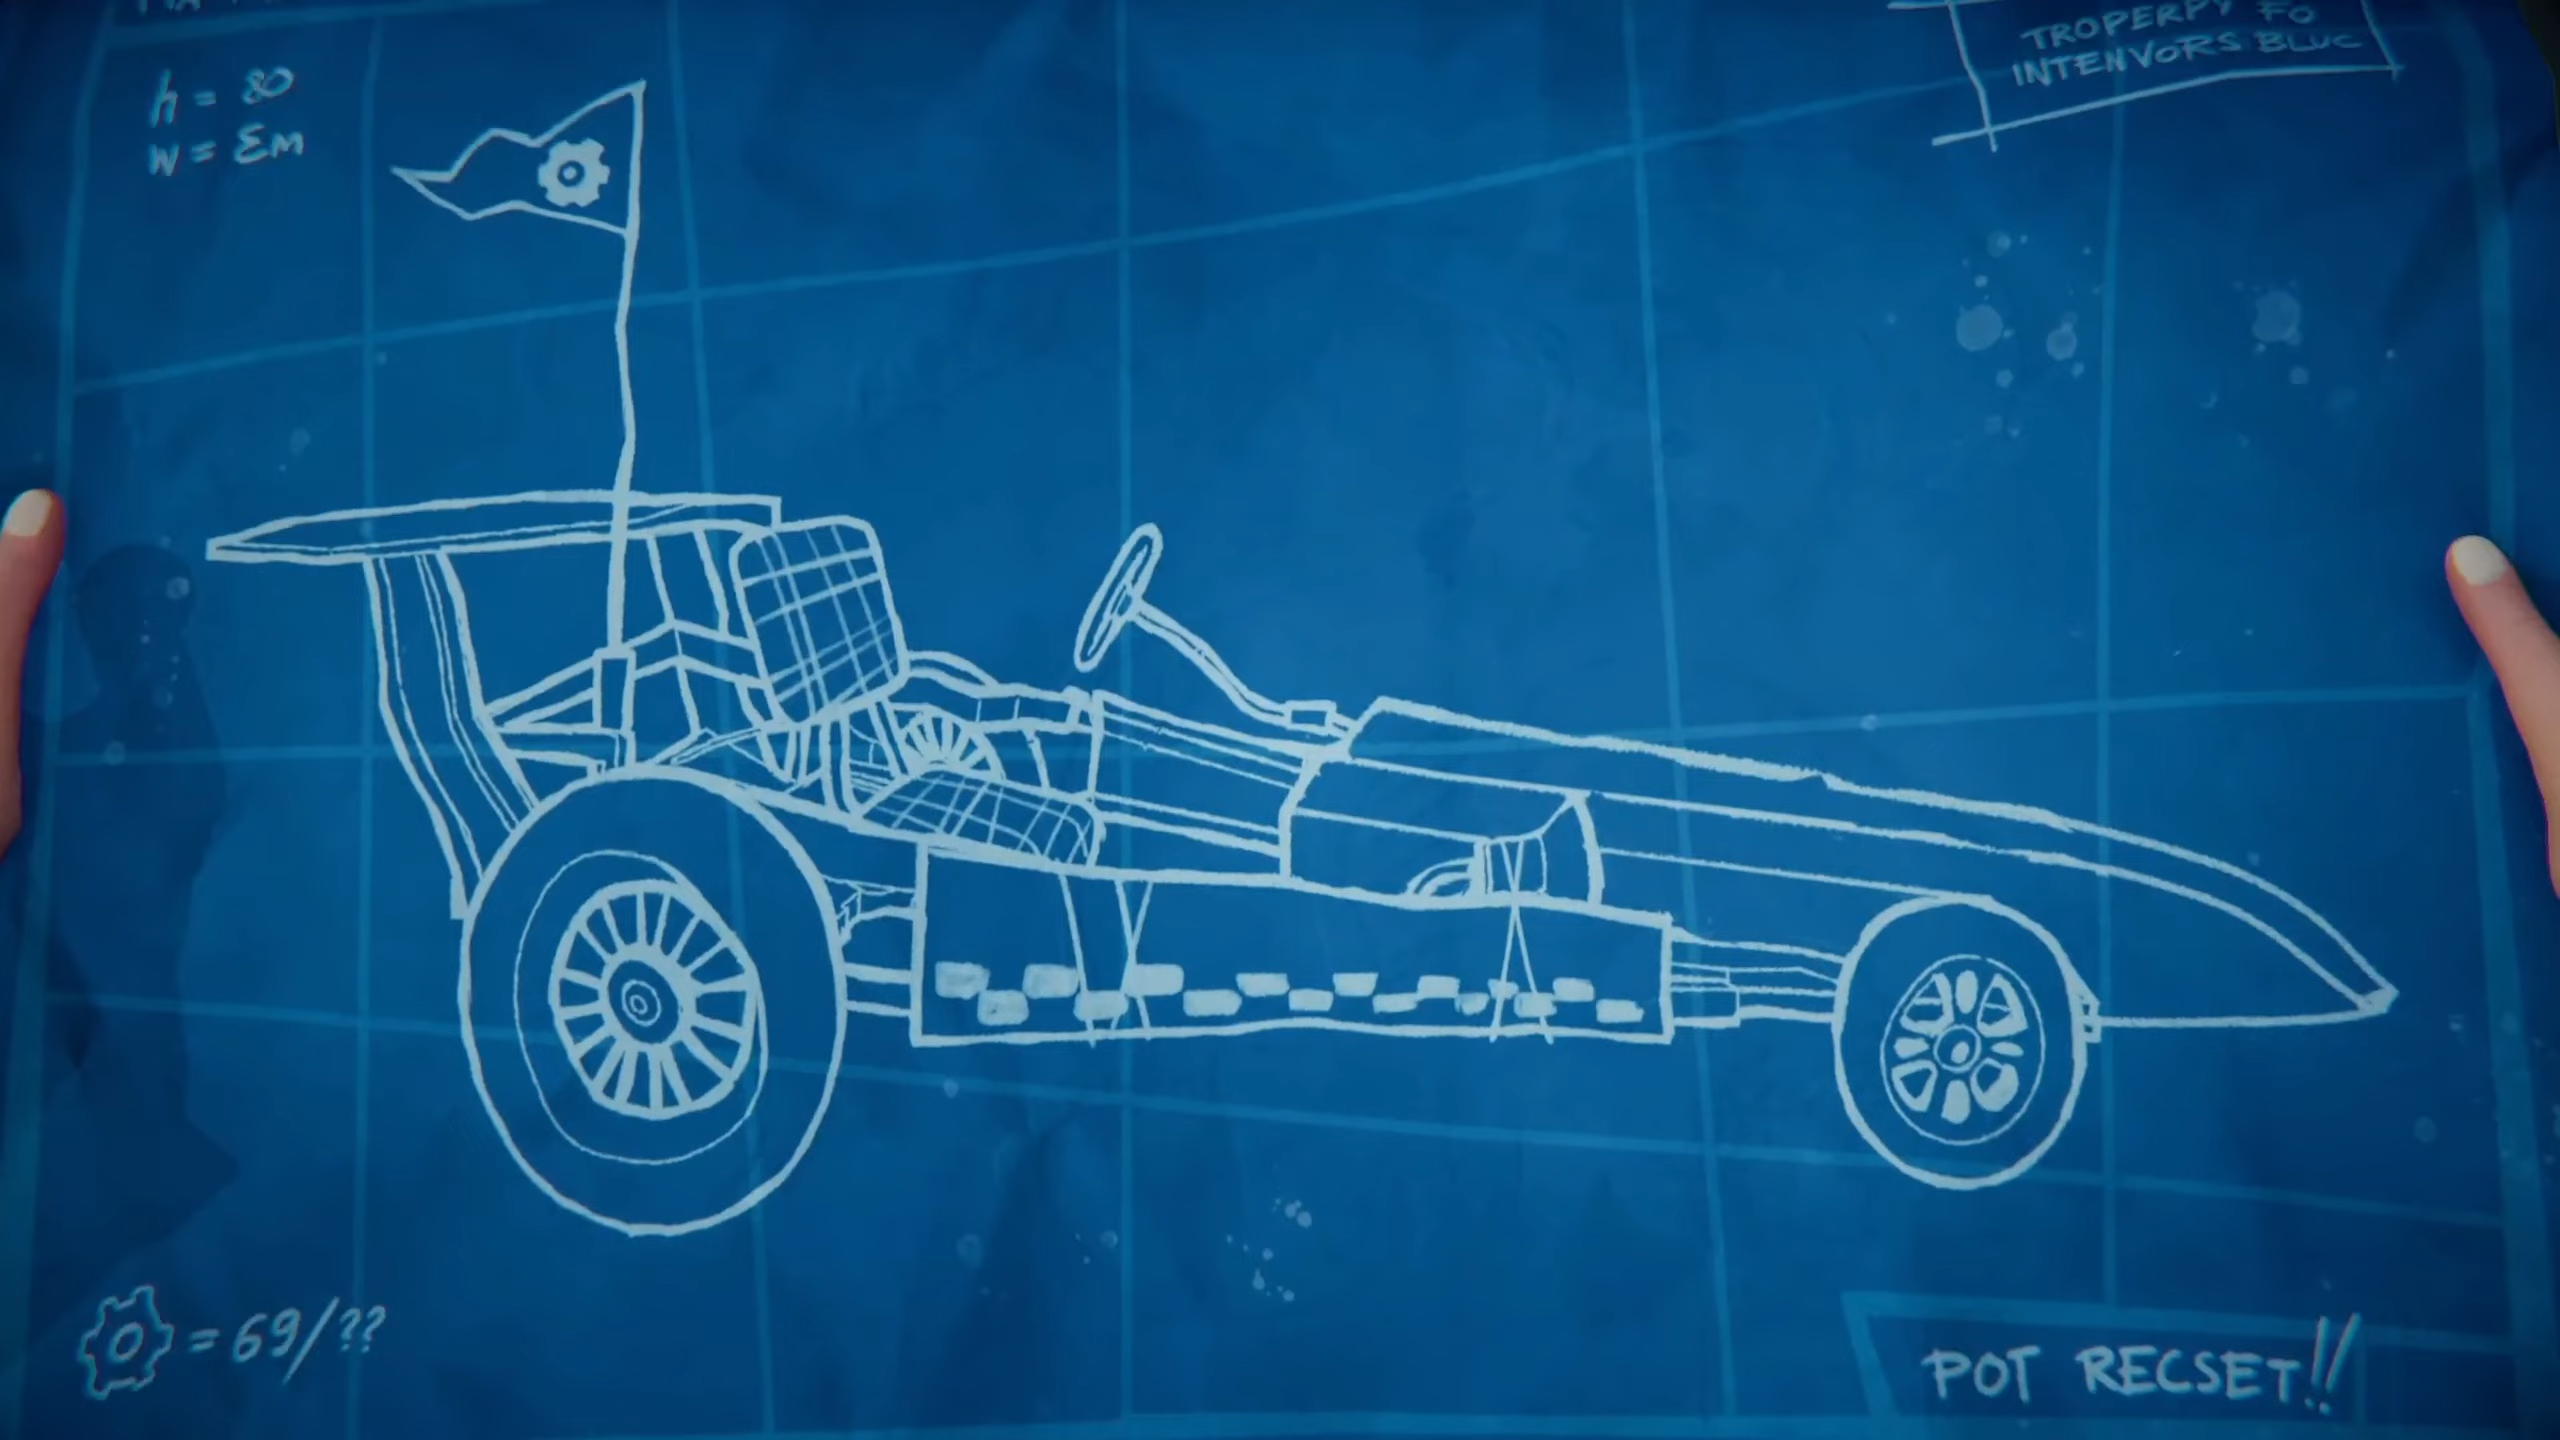 h = 80
w = Em
TROPERPY FO
INTENVORS BLUC
= 69/??
POT RECSET!!